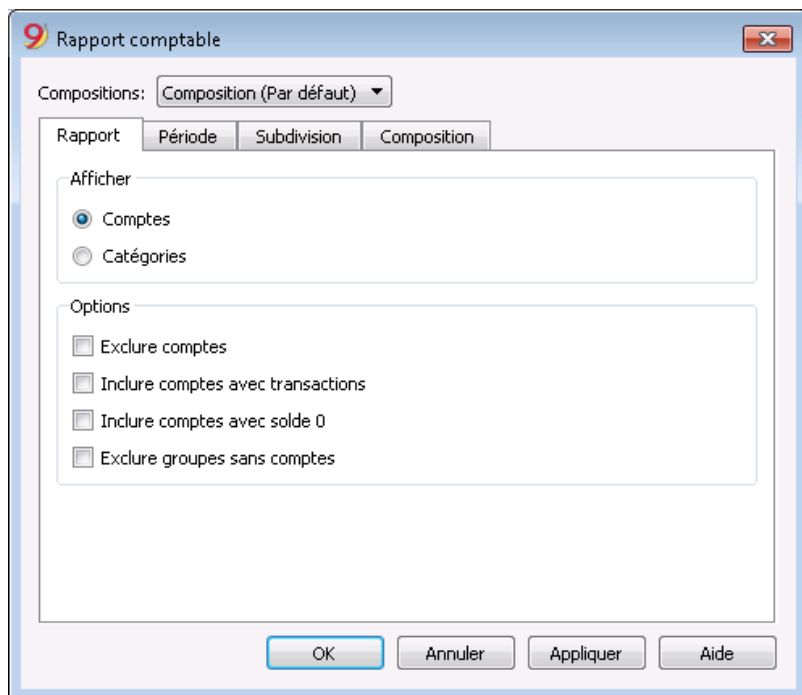 9 Rapport comptable
Compositions: Composition (Par défaut)
Rapport Période Subdivision Composition
Afficher
Comptes
Catégories
Options
Exclure comptes
Inclure comptes avec transactions
Inclure comptes avec solde 0
Exclure groupes sans comptes
OK Annuler Appliquer Aide